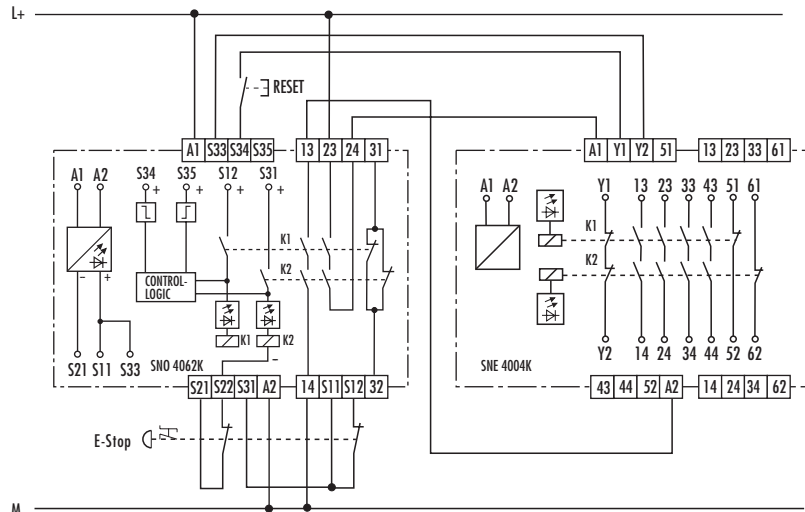 L+
RESET
A1 S33 S34 S35
13 23 24 31
A1 Y1 Y2 51
13 23 33 61
A1 A2 S34 S35 S12 S31
+ + + +
A1 A2 Y1 13 23 33 43 51 61
K1
K2
K1
K2
- +
CONTROL-
LOGIC
K1 K2
-
S21 S11 S33
SNO 4062K
Y2 14 24 34 44 52 62
SNE 4004K
S21 S22 S31 A2
14 S11 S12 32
43 44 52 A2
14 24 34 62
E-Stop
M